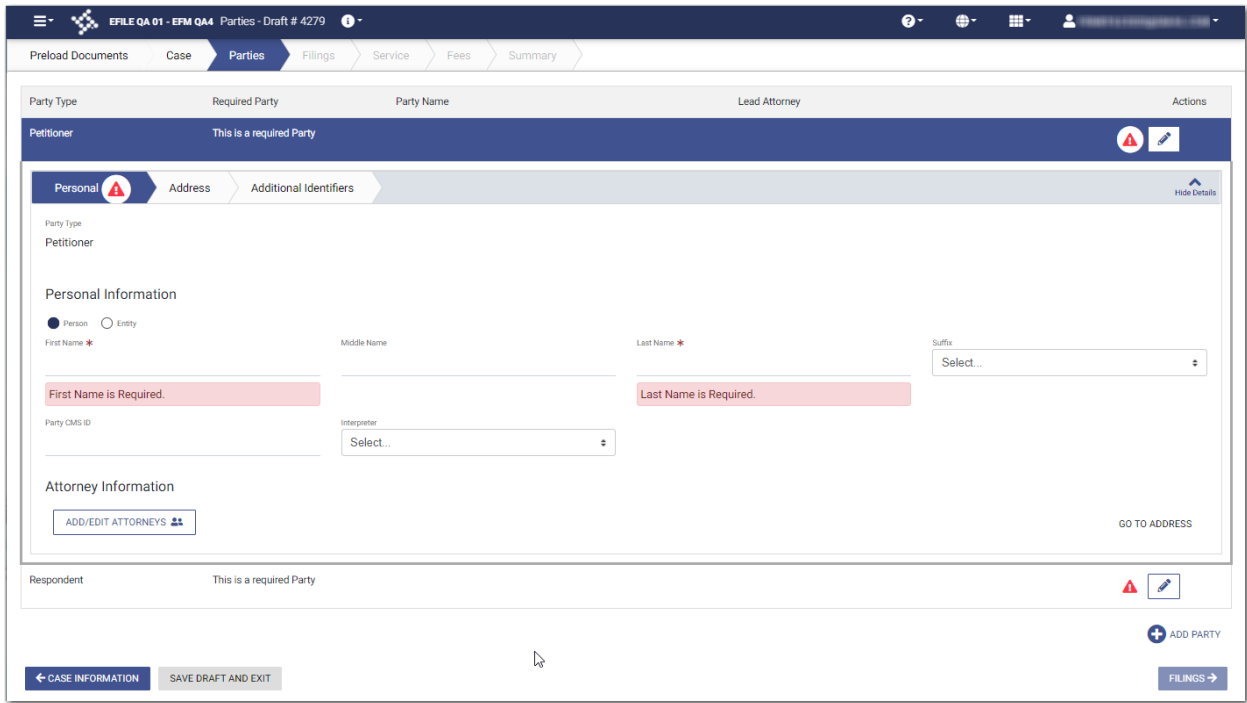 EFILE QA 01 - EFM QA4 Parties - Draft # 4279
Preload Documents Case Parties Filings Service Fees Summary
Party Type Required Party Party Name Lead Attorney Actions
Petitioner This is a required Party
Personal Address Additional Identifiers Hide Details
Party Type
Petitioner
Personal Information
Person Entity
First Name * Middle Name Last Name * Suffix
Select...
First Name is Required. Last Name is Required.
Party CMS ID Interpreter
Select...
Attorney Information
ADD/EDIT ATTORNEYS GO TO ADDRESS
Respondent This is a required Party
ADD PARTY
CASE INFORMATION SAVE DRAFT AND EXIT FILINGS